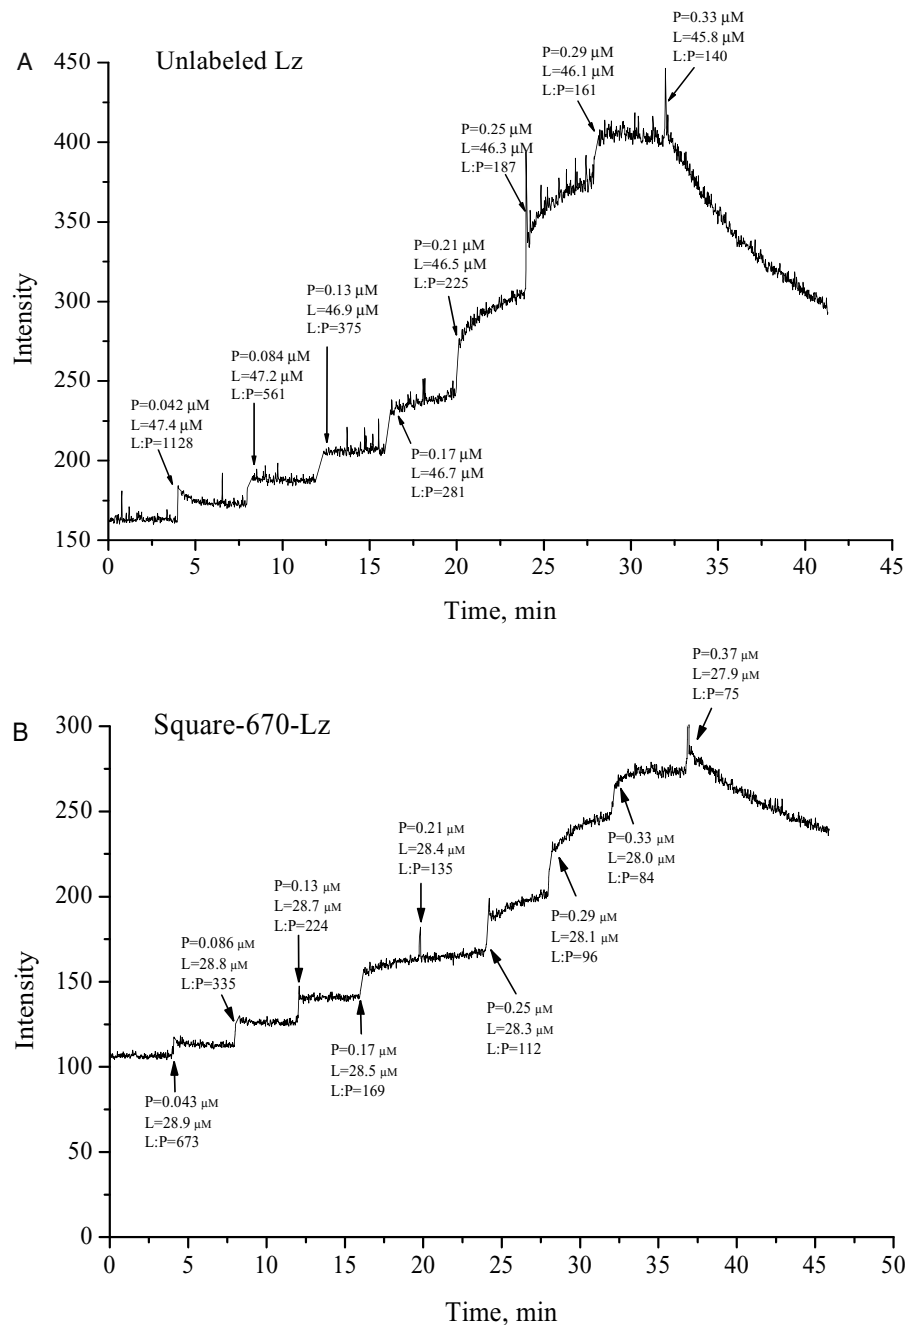 A
Unlabeled Lz
P=0.33 µM
L=45.8 µM
L:P=140
P=0.29 µM
L=46.1 µM
L:P=161
P=0.25 µM
L=46.3 µM
L:P=187
P=0.21 µM
L=46.5 µM
L:P=225
P=0.13 µM
L=46.9 µM
L:P=375
P=0.084 µM
L=47.2 µM
L:P=561
P=0.042 µM
L=47.4 µM
L:P=1128
P=0.17 µM
L=46.7 µM
L:P=281
450
400
350
300
250
200
150
Intensity
0 5 10 15 20 25 30 35 40 45
Time, min
B
Square-670-Lz
P=0.37 µM
L=27.9 µM
L:P=75
P=0.21 µM
L=28.4 µM
L:P=135
P=0.13 µM
L=28.7 µM
L:P=224
P=0.086 µM
L=28.8 µM
L:P=335
P=0.33 µM
L=28.0 µM
L:P=84
P=0.29 µM
L=28.1 µM
L:P=96
P=0.25 µM
L=28.3 µM
L:P=112
P=0.17 µM
L=28.5 µM
L:P=169
P=0.043 µM
L=28.9 µM
L:P=673
300
250
200
150
100
50
0
Intensity
0 5 10 15 20 25 30 35 40 45 50
Time, min